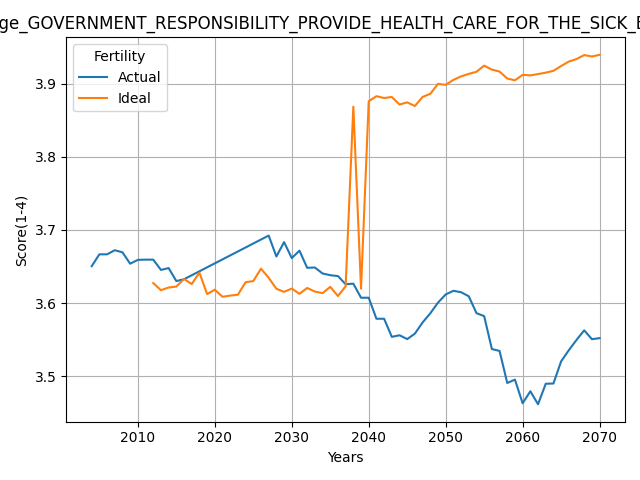 ge_GOVERNMENT_RESPONSIBILITY_PROVIDE_HEALTH_CARE_FOR_THE_SICK_E
Fertility
Actual
Ideal
3.9
3.8
3.7
3.6
3.5
Score(1-4)
2010 2020 2030 2040 2050 2060 2070
Years